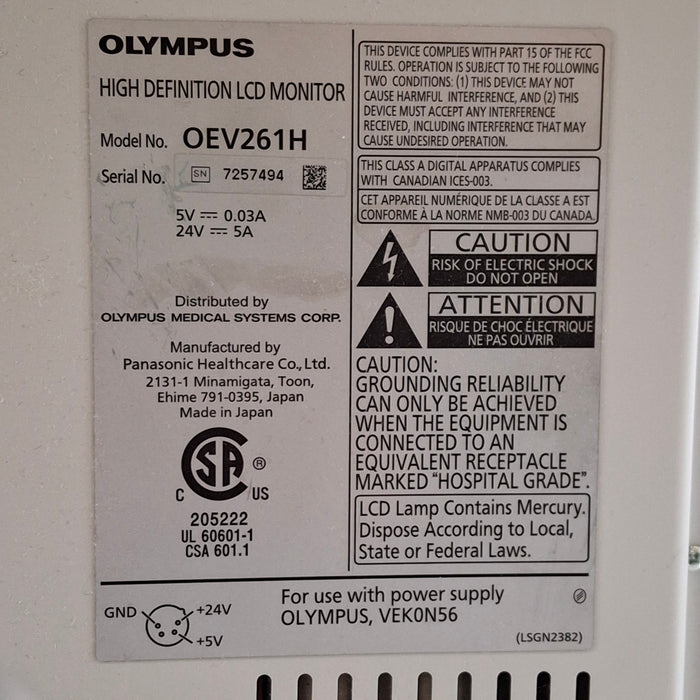 OLYMPUS
HIGH DEFINITION LCD MONITOR
Model No. OEV261H
Serial No. SN 7257494
5V ⎓ 0.03A
24V ⎓ 5A
Distributed by
OLYMPUS MEDICAL SYSTEMS CORP.
Manufactured by
Panasonic Healthcare Co., Ltd.
2131-1 Minamigata, Toon,
Ehime 791-0395, Japan
Made in Japan
CSA ®
C US
205222
UL 60601-1
CSA 601.1
THIS DEVICE COMPLIES WITH PART 15 OF THE FCC
RULES. OPERATION IS SUBJECT TO THE FOLLOWING
TWO CONDITIONS: (1) THIS DEVICE MAY NOT
CAUSE HARMFUL INTERFERENCE, AND (2) THIS
DEVICE MUST ACCEPT ANY INTERFERENCE
RECEIVED, INCLUDING INTERFERENCE THAT MAY
CAUSE UNDESIRED OPERATION.
THIS CLASS A DIGITAL APPARATUS COMPLIES
WITH CANADIAN ICES-003.
CET APPAREIL NUMÉRIQUE DE LA CLASSE A EST
CONFORME À LA NORME NMB-003 DU CANADA.
CAUTION
RISK OF ELECTRIC SHOCK
DO NOT OPEN
ATTENTION
RISQUE DE CHOC ÉLECTRIQUE
NE PAS OUVRIR
CAUTION:
GROUNDING RELIABILITY
CAN ONLY BE ACHIEVED
WHEN THE EQUIPMENT IS
CONNECTED TO AN
EQUIVALENT RECEPTACLE
MARKED "HOSPITAL GRADE".
LCD Lamp Contains Mercury.
Dispose According to Local,
State or Federal Laws.
GND +24V
+5V
For use with power supply
OLYMPUS, VEK0N56
(LSGN2382)